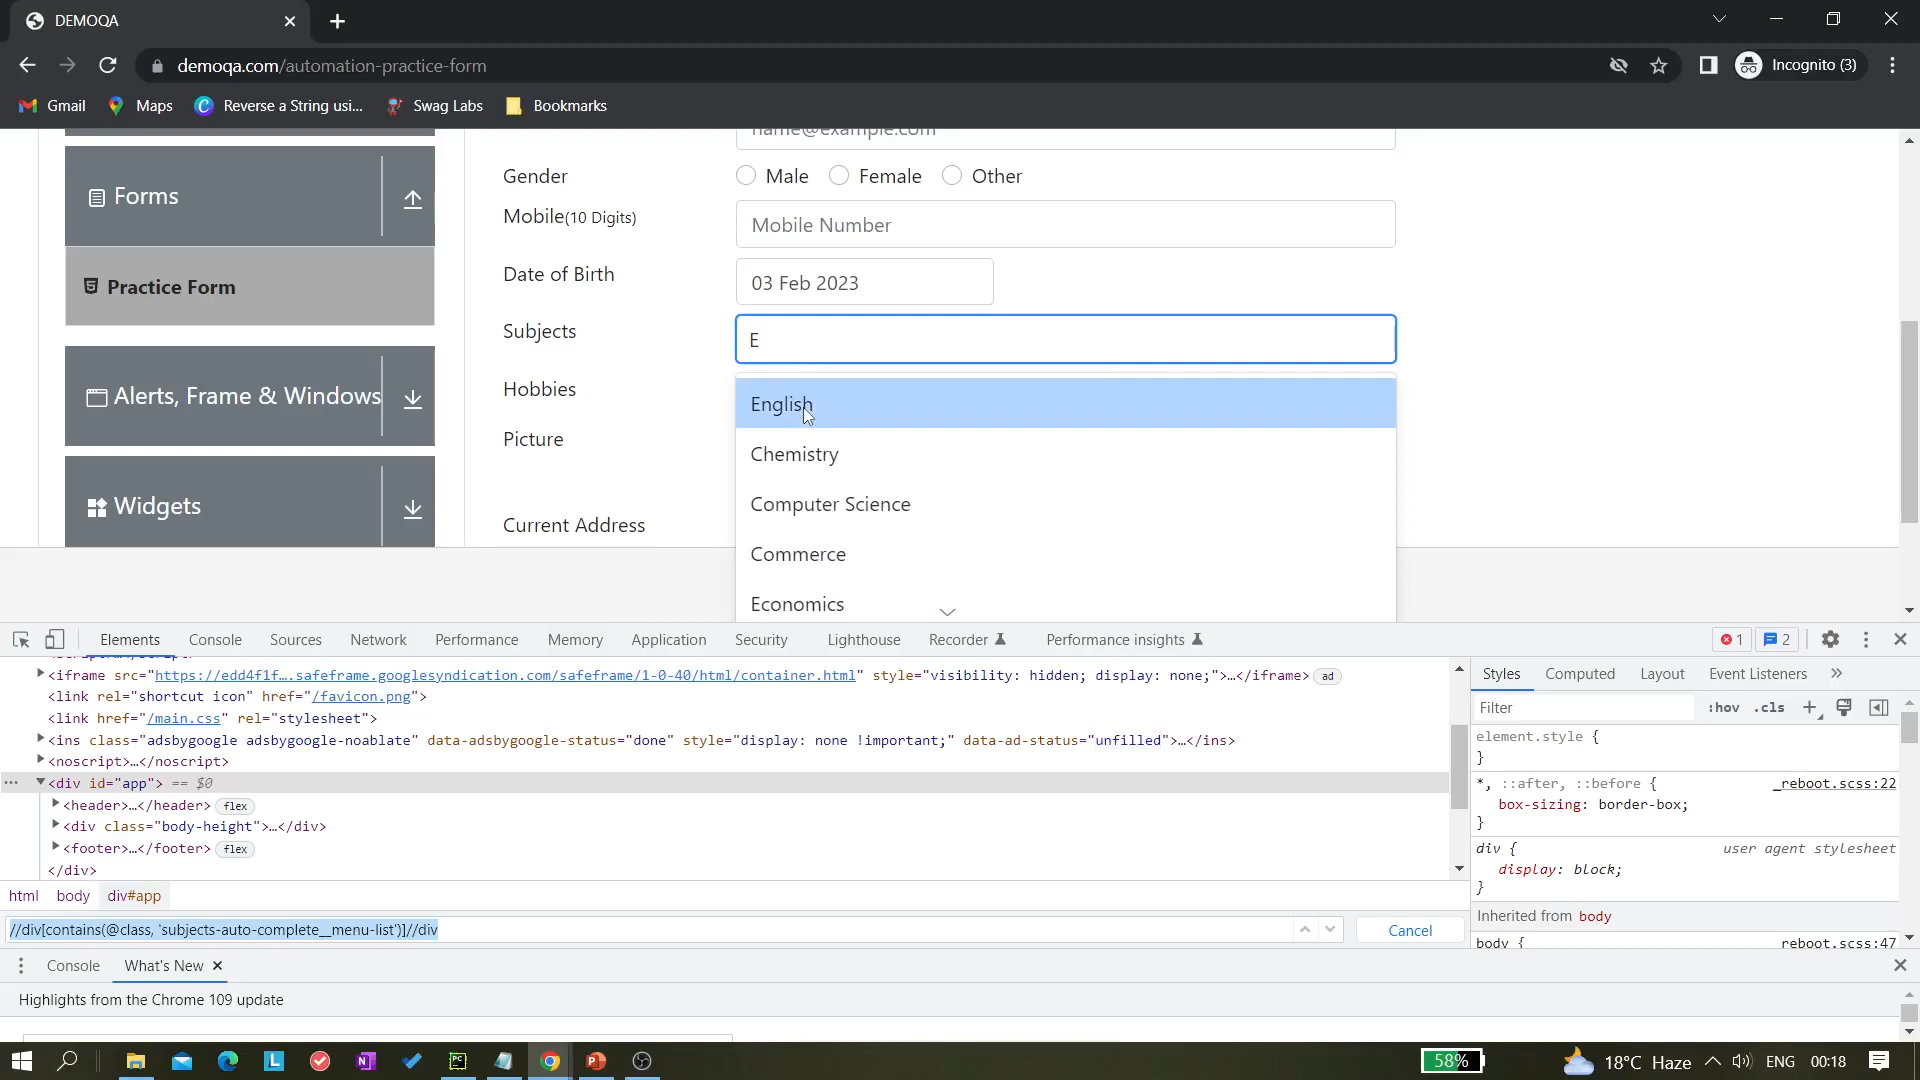 DEMOQA
demoqa.com/automation-practice-form
Incognito (3)
Gmail
Maps
Reverse a String usi...
Swag Labs
Bookmarks
name@example.com
Forms
Gender
Male
Female
Other
Mobile(10 Digits)
Mobile Number
Practice Form
Date of Birth
03 Feb 2023
Subjects
E
Alerts, Frame & Windows
Hobbies
English
Picture
Chemistry
Widgets
Computer Science
Current Address
Commerce
Economics
Elements
Console
Sources
Network
Performance
Memory
Application
Security
Lighthouse
Recorder
Performance insights
1
2
<iframe src="https://edd4f1f….safeframe.googlesyndication.com/safeframe/1-0-40/html/container.html" style="visibility: hidden; display: none;">…</iframe> ad
<link rel="shortcut icon" href="/favicon.png">
<link href="/main.css" rel="stylesheet">
<ins class="adsbygoogle adsbygoogle-noablate" data-adsbygoogle-status="done" style="display: none !important;" data-ad-status="unfilled">…</ins>
<noscript>…</noscript>
<div id="app"> == $0
<header>…</header> flex
<div class="body-height">…</div>
<footer>…</footer> flex
</div>
html body div#app
//div[contains(@class, 'subjects-auto-complete__menu-list')]//div
Cancel
Styles
Computed
Layout
Event Listeners
Filter
:hov .cls
element.style {
}
*, ::after, ::before { _reboot.scss:22
box-sizing: border-box;
}
div { user agent stylesheet
display: block;
}
Inherited from body
body { reboot.scss:47
Console
What's New
Highlights from the Chrome 109 update
58%
18°C Haze
ENG
00:18